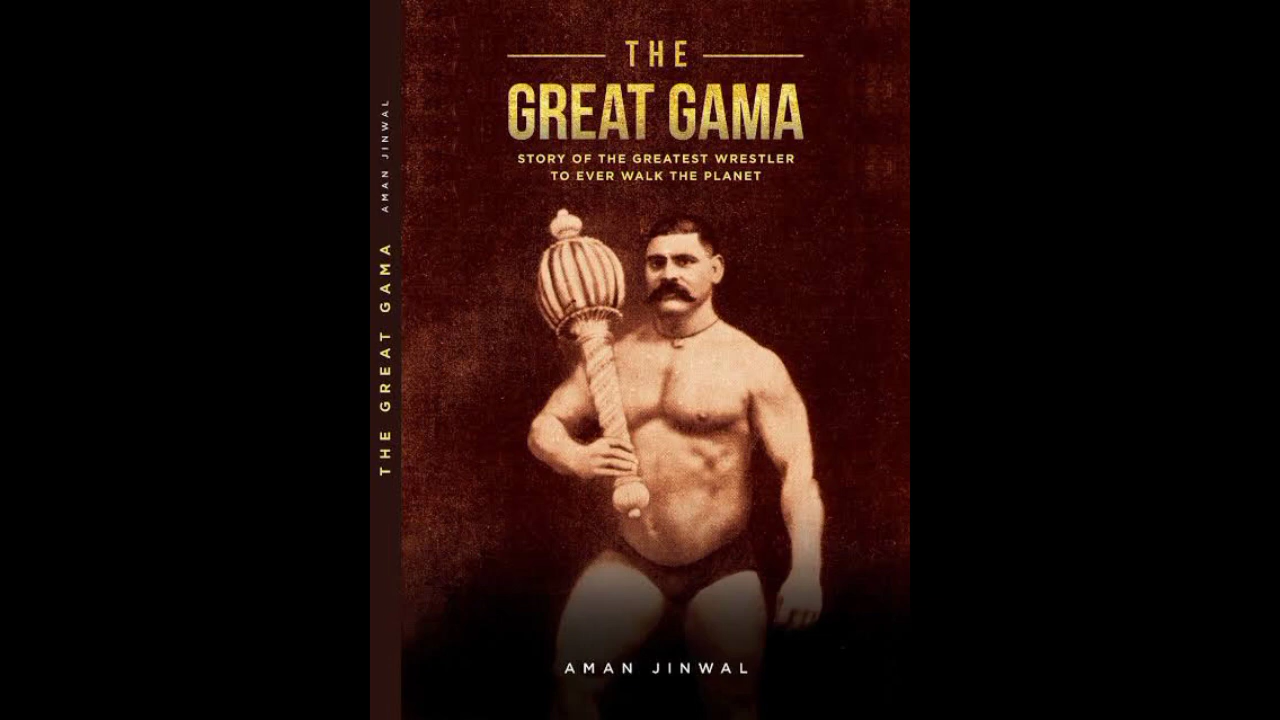 THE
GREAT GAMA
STORY OF THE GREATEST WRESTLER
TO EVER WALK THE PLANET
AMAN JINWAL
THE GREAT GAMA AMAN JINWAL